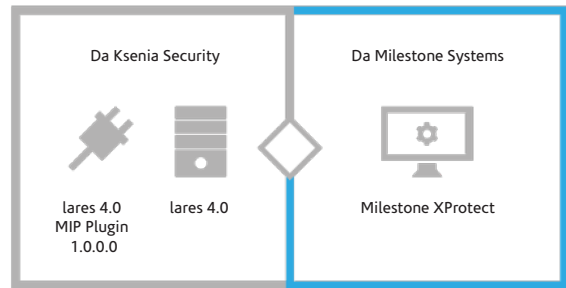 Da Ksenia Security
Da Milestone Systems
lares 4.0
MIP Plugin
1.0.0.0
lares 4.0
Milestone XProtect